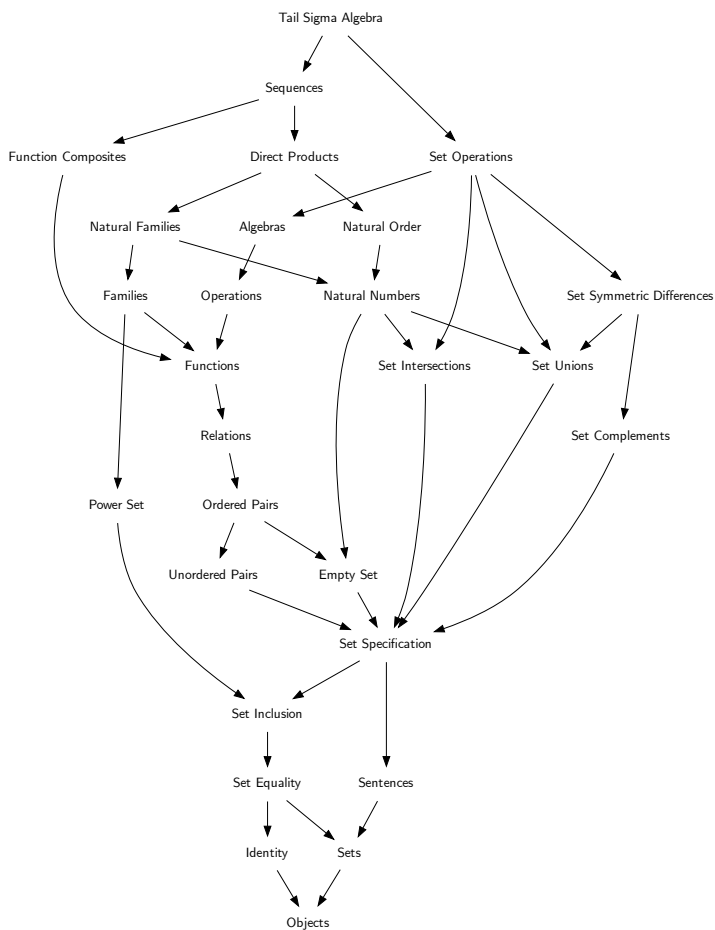 Tail Sigma Algebra
Sequences
Function Composites
Direct Products
Set Operations
Natural Families
Algebras
Natural Order
Families
Operations
Natural Numbers
Set Symmetric Differences
Functions
Set Intersections
Set Unions
Relations
Set Complements
Power Set
Ordered Pairs
Unordered Pairs
Empty Set
Set Specification
Set Inclusion
Set Equality
Sentences
Identity
Sets
Objects